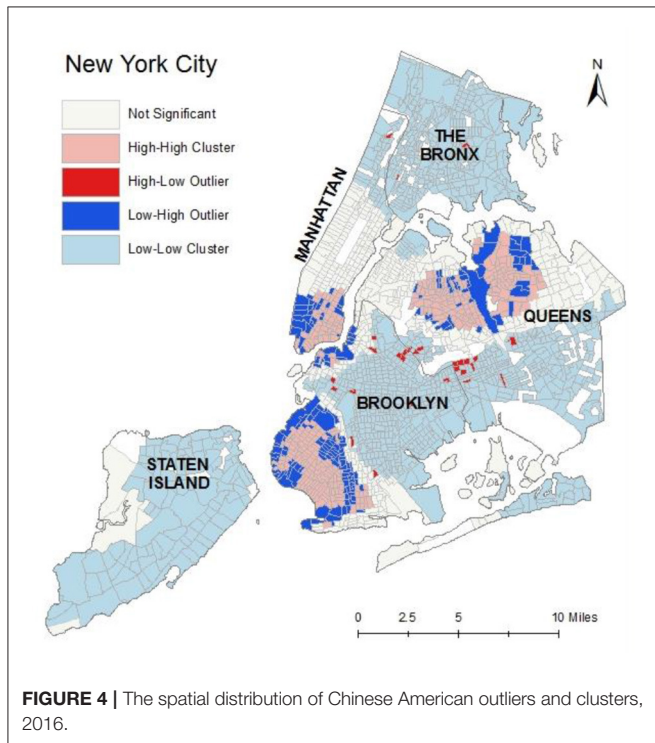 New York City
Not Significant
High-High Cluster
High-Low Outlier
Low-High Outlier
Low-Low Cluster
N
THE
BRONX
MANHATTAN
QUEENS
BROOKLYN
STATEN
ISLAND
0 2.5 5 10 Miles
FIGURE 4 | The spatial distribution of Chinese American outliers and clusters,
2016.